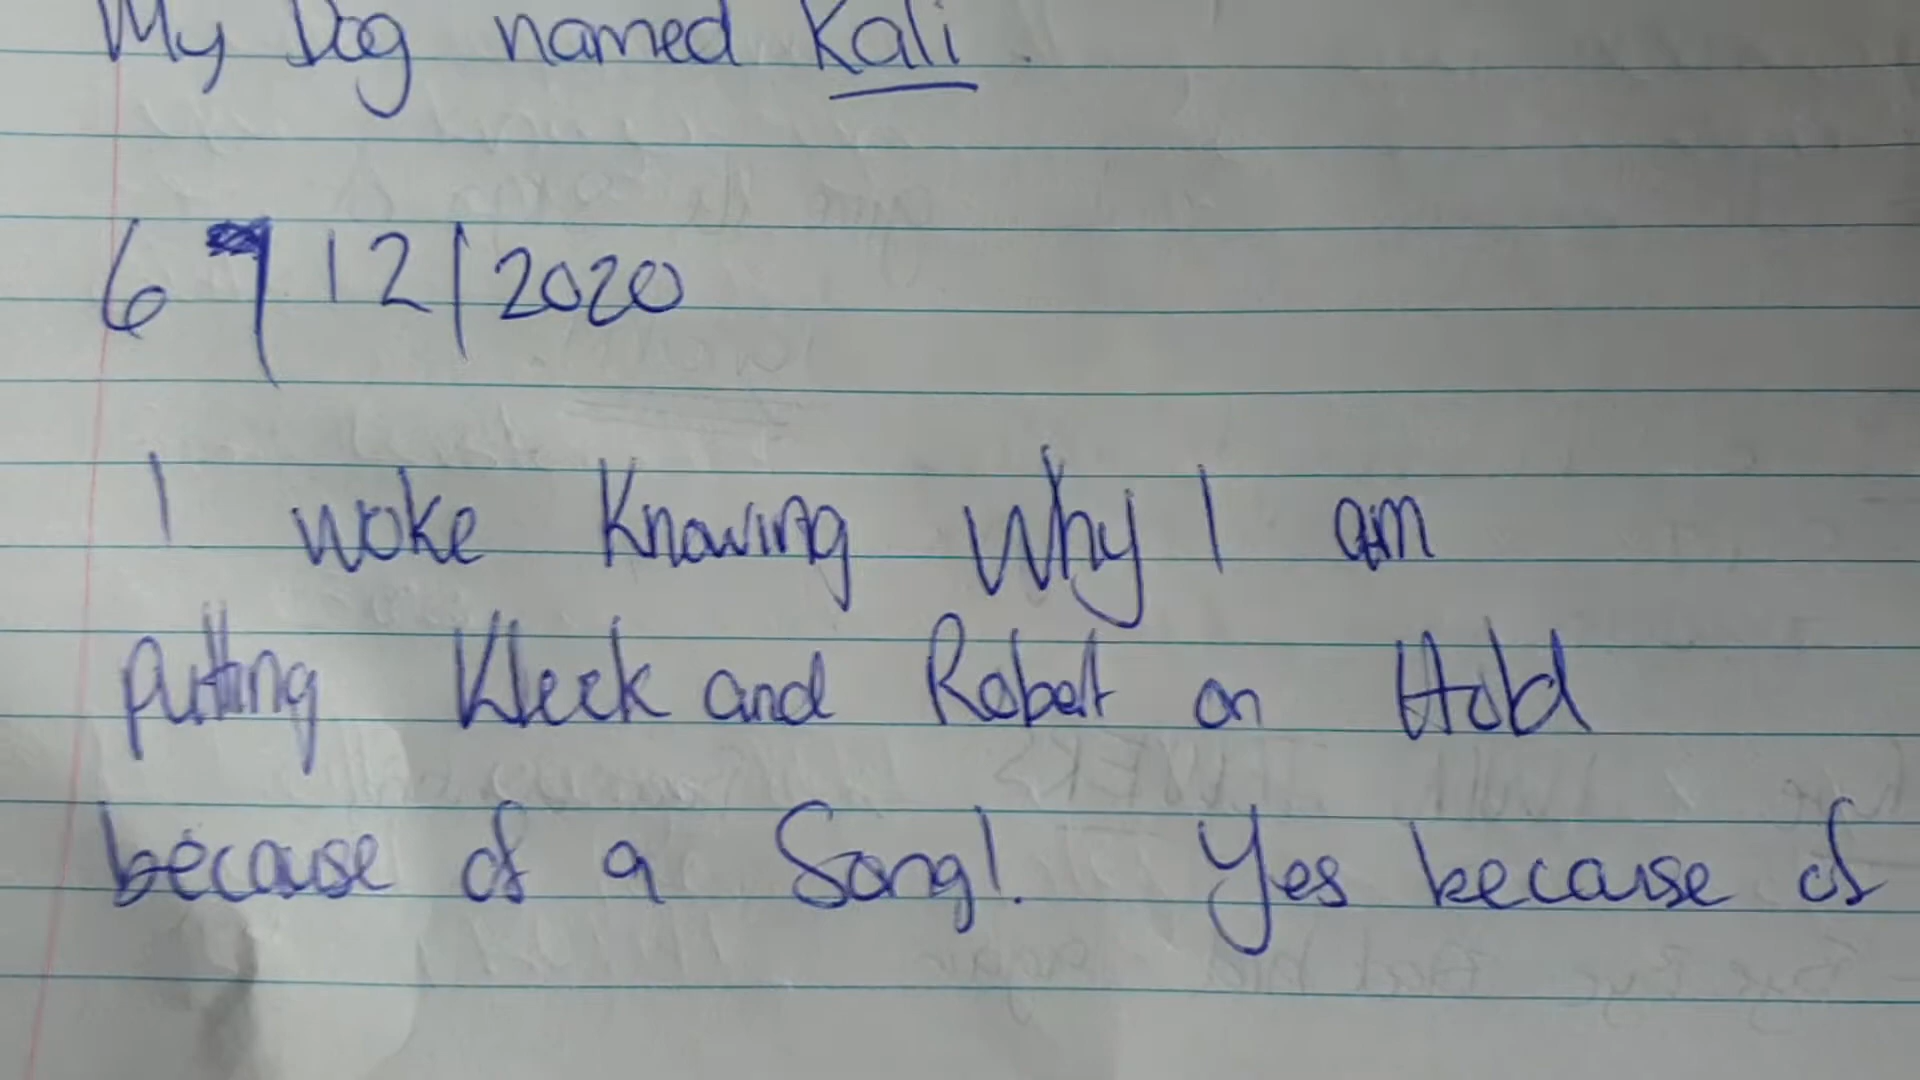 My Dog named Kali.
6/12/2020
I woke Knowing Why I am
putting Kleck and Robert on Hold
because of a Song!. Yes because of